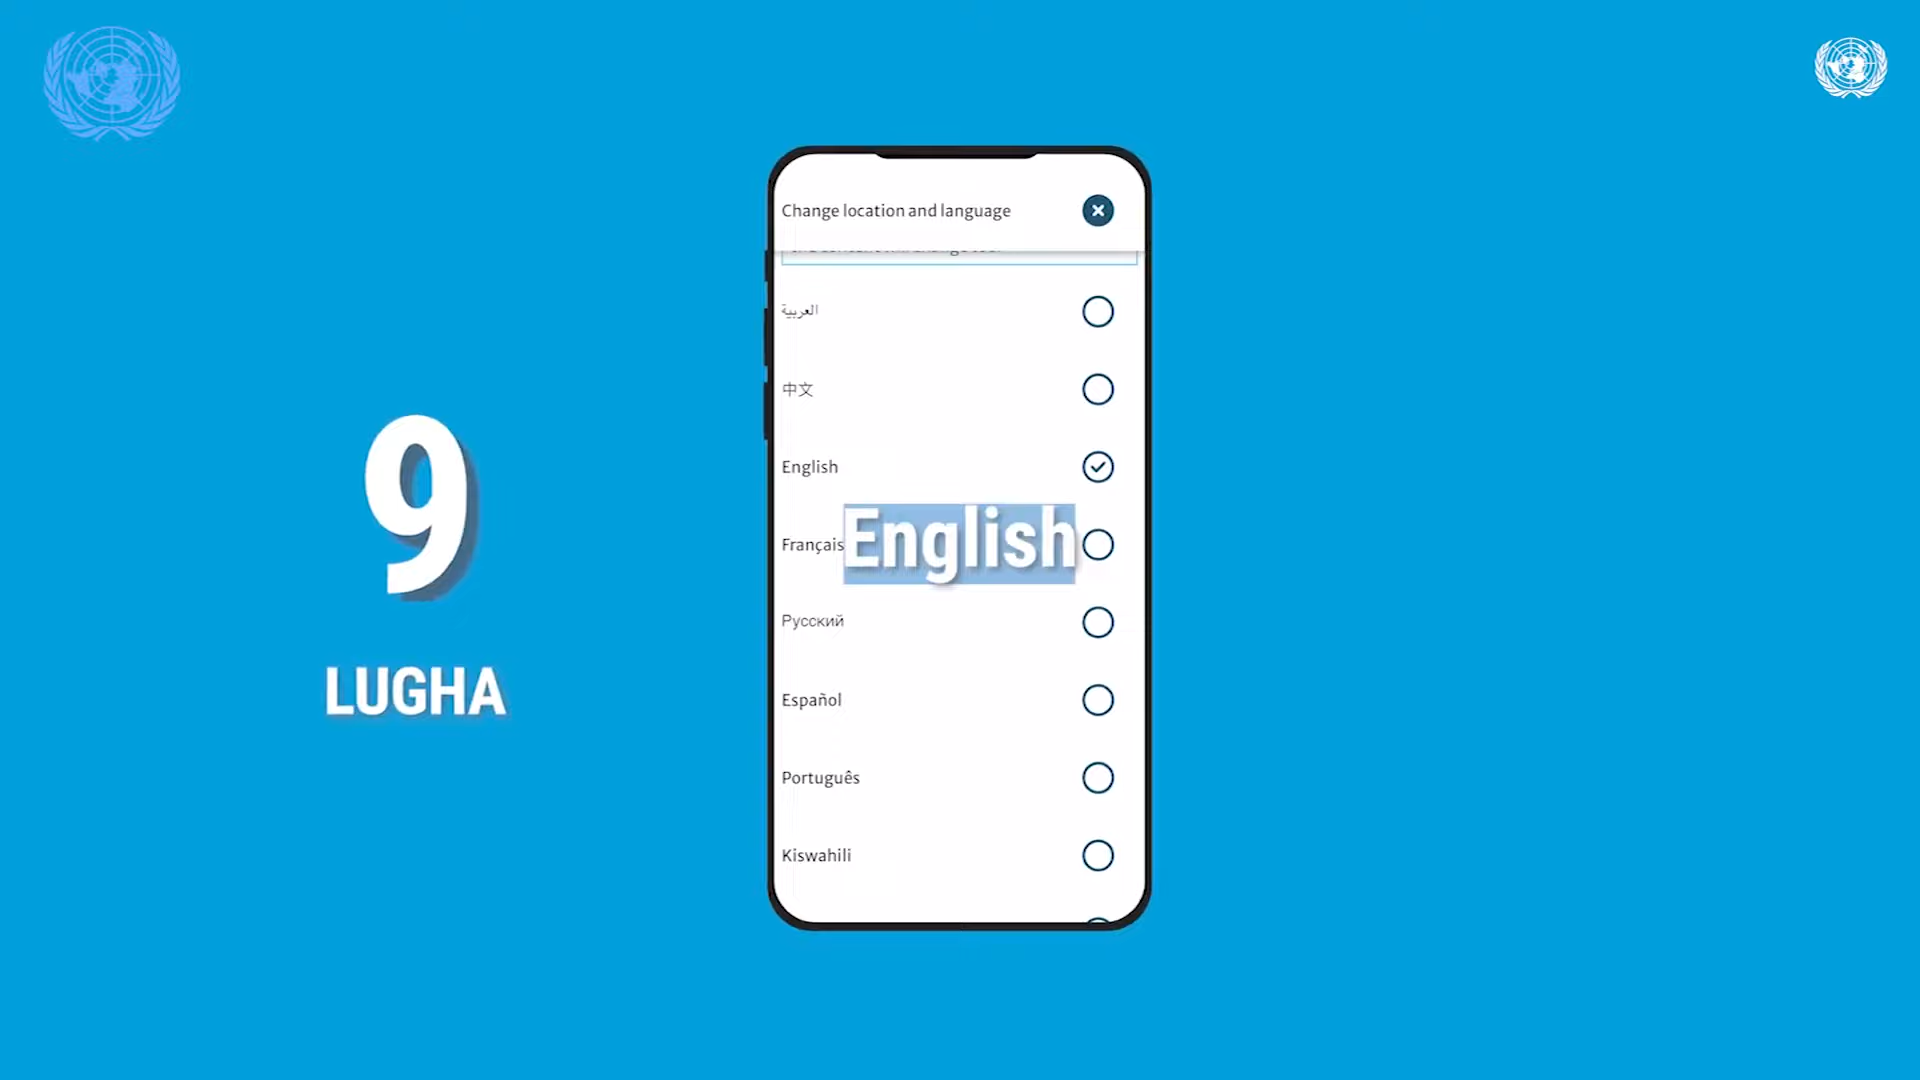 Change location and language
العربية
中文
English
English
Français
Русский
Español
Português
Kiswahili
9
LUGHA